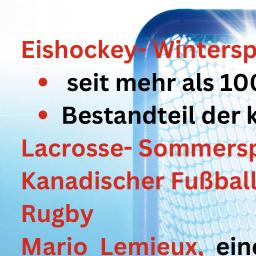 Eishockey- Wintersp
• seit mehr als 100
• Bestandteil der k
Lacrosse- Sommersp
Kanadischer Fußball
Rugby
Mario Lemieux, eine